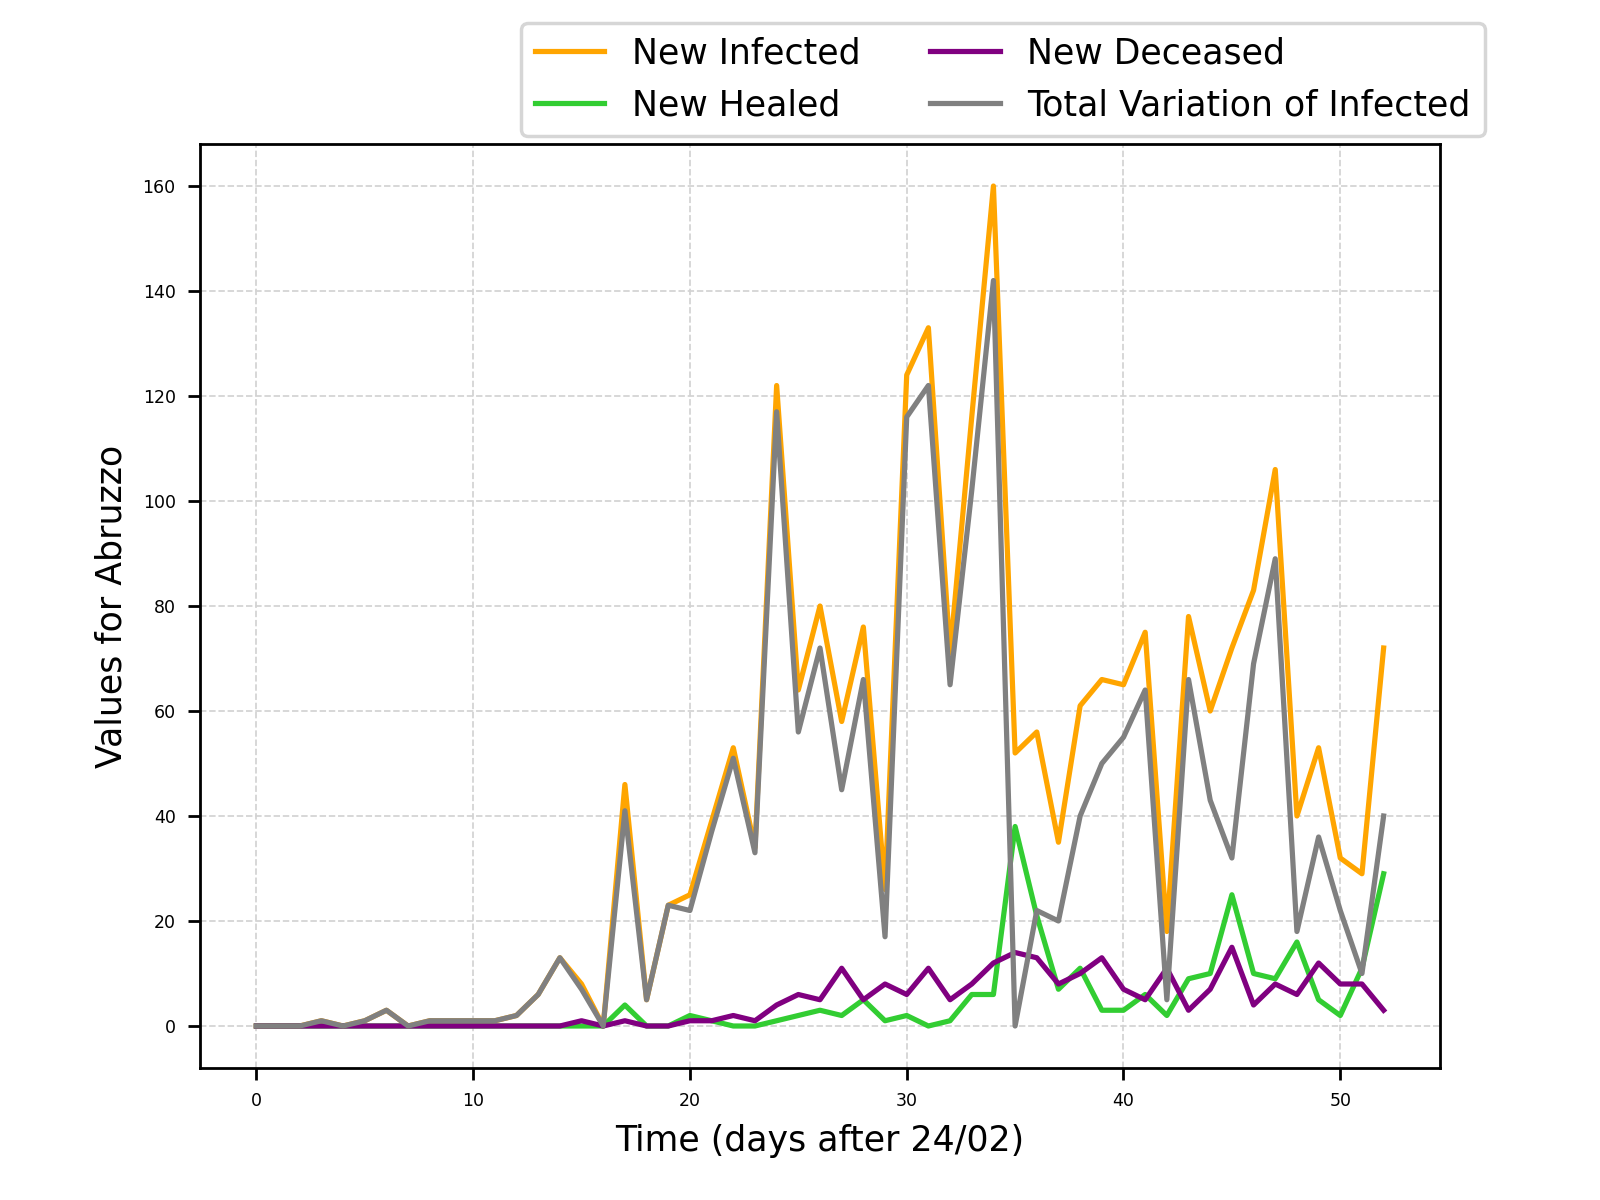 New Infected
New Healed
New Deceased
Total Variation of Infected
160
140
120
100
80
60
40
20
0
Values for Abruzzo
0 10 20 30 40 50
Time (days after 24/02)